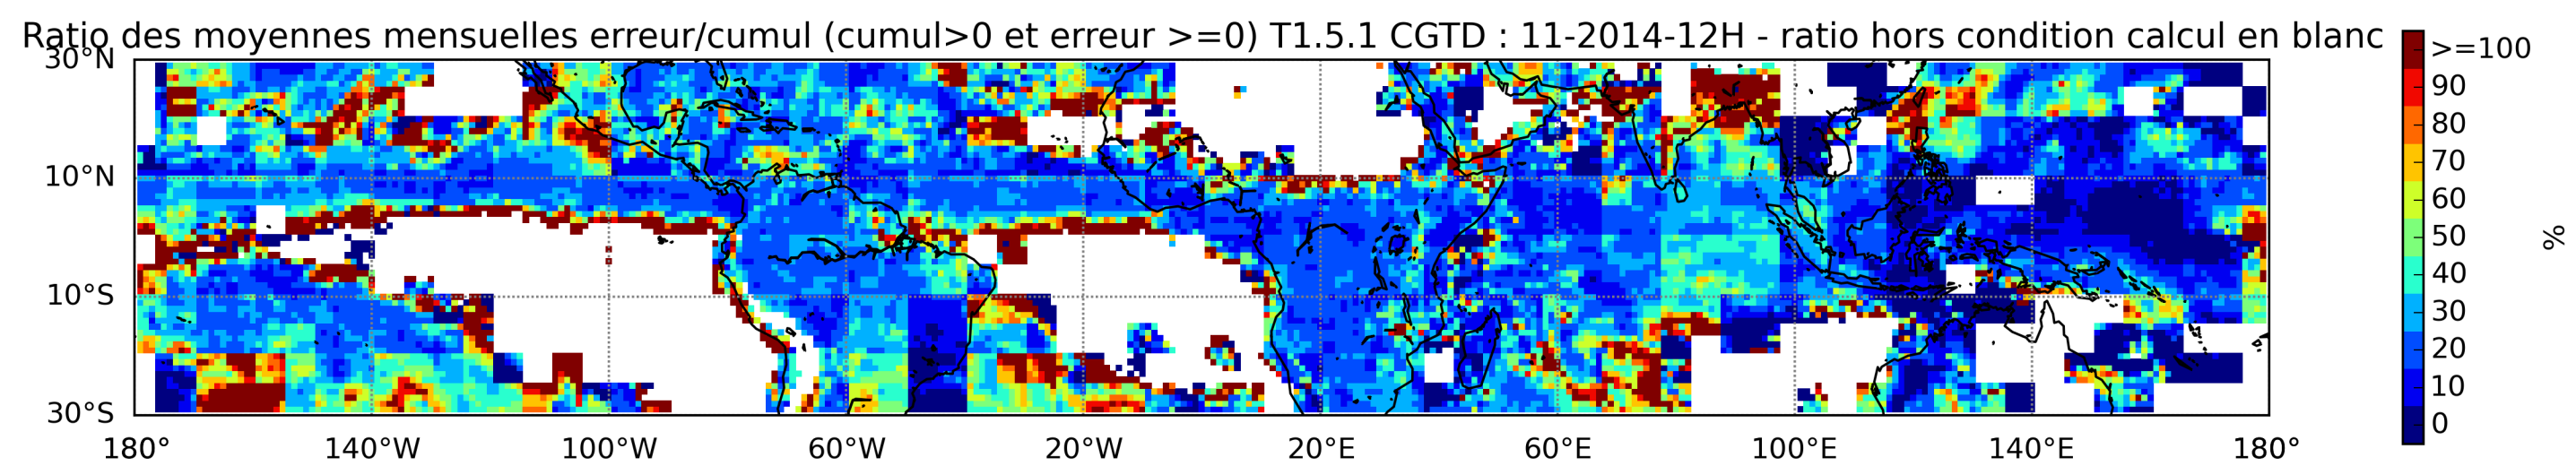 Ratio des moyennes mensuelles erreur/cumul (cumul>0 et erreur >=0) T1.5.1 CGTD : 11-2014-12H - ratio hors condition calcul en blanc
30°N
10°N
10°S
30°S
180° 140°W 100°W 60°W 20°W 20°E 60°E 100°E 140°E 180°
>=100
90
80
70
60
50
40
30
20
10
0
%